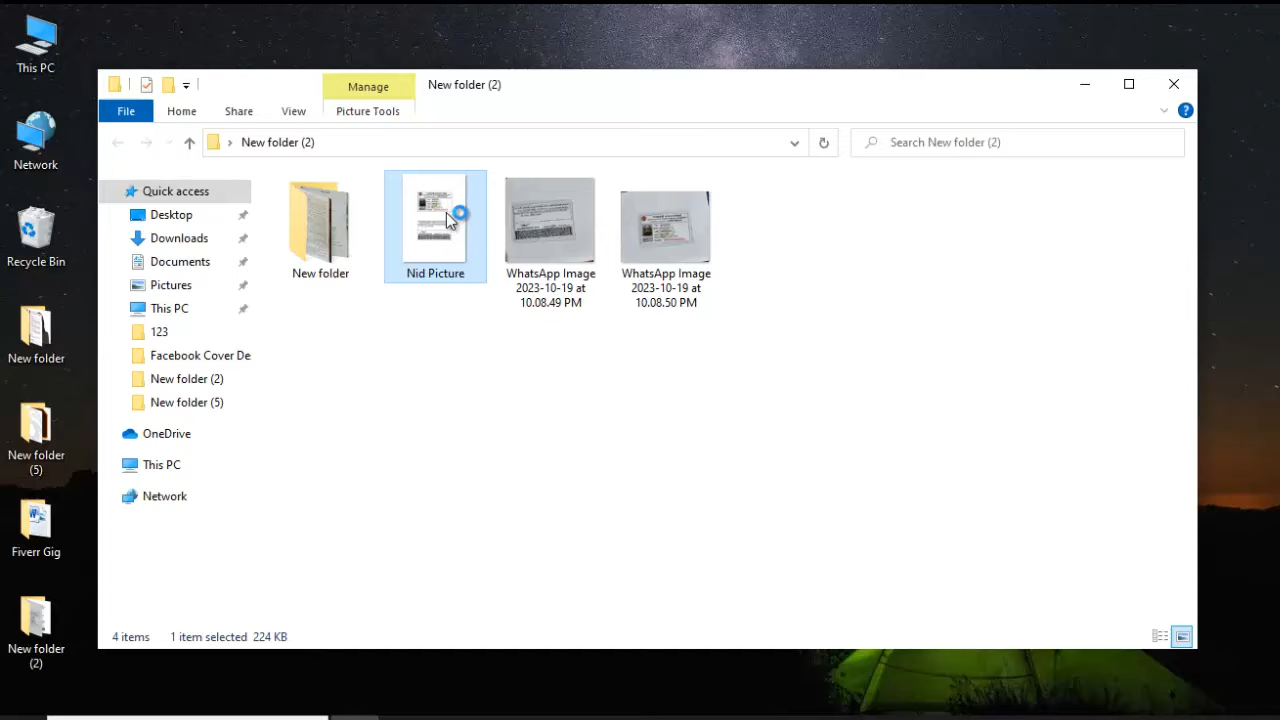 This PC
Network
Recycle Bin
New folder
New folder
(5)
Fiverr Gig
New folder
(2)
Manage
New folder (2)
File
Home
Share
View
Picture Tools
New folder (2)
Search New folder (2)
Quick access
Desktop
Downloads
Documents
Pictures
This PC
123
Facebook Cover De
New folder (2)
New folder (5)
OneDrive
This PC
Network
New folder
Nid Picture
WhatsApp Image
2023-10-19 at
10.08.49 PM
WhatsApp Image
2023-10-19 at
10.08.50 PM
4 items
1 item selected 224 KB